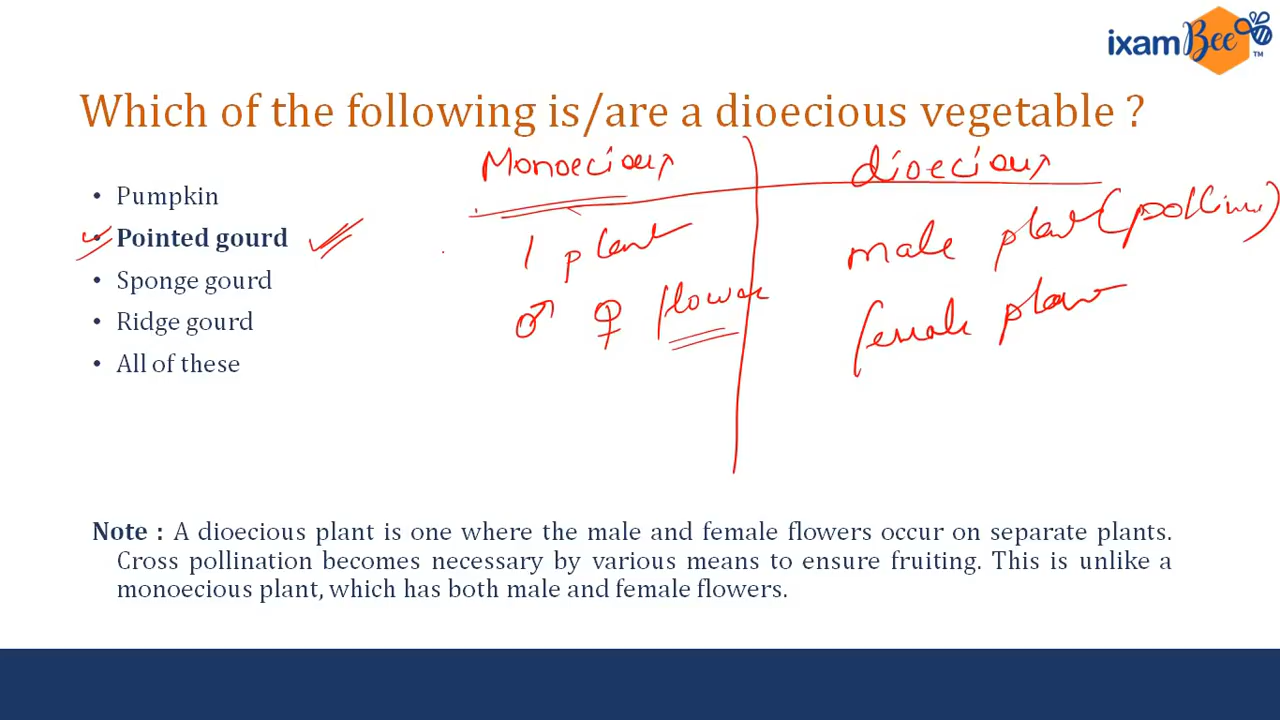 ixamBee
TM
Which of the following is/are a dioecious vegetable ?
Monoecious
dioecious
• Pumpkin
• Pointed gourd
• Sponge gourd
• Ridge gourd
• All of these
1 plant
♂ ♀ flower
male plant
female plant
Note : A dioecious plant is one where the male and female flowers occur on separate plants.
Cross pollination becomes necessary by various means to ensure fruiting. This is unlike a
monoecious plant, which has both male and female flowers.